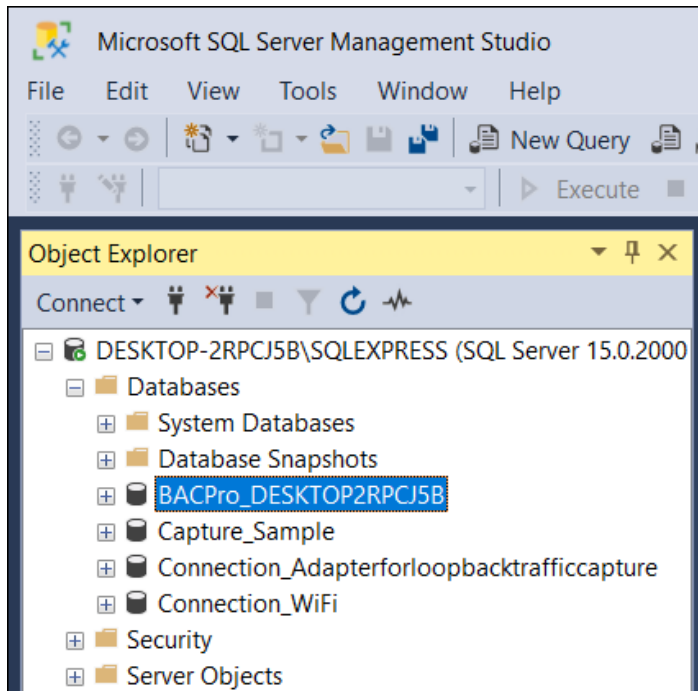 Microsoft SQL Server Management Studio
File Edit View Tools Window Help
New Query
Execute
Object Explorer
Connect
DESKTOP-2RPCJ5B\SQLEXPRESS (SQL Server 15.0.2000
Databases
System Databases
Database Snapshots
BACPro_DESKTOP2RPCJ5B
Capture_Sample
Connection_Adapterforloopbacktrafficcapture
Connection_WiFi
Security
Server Objects